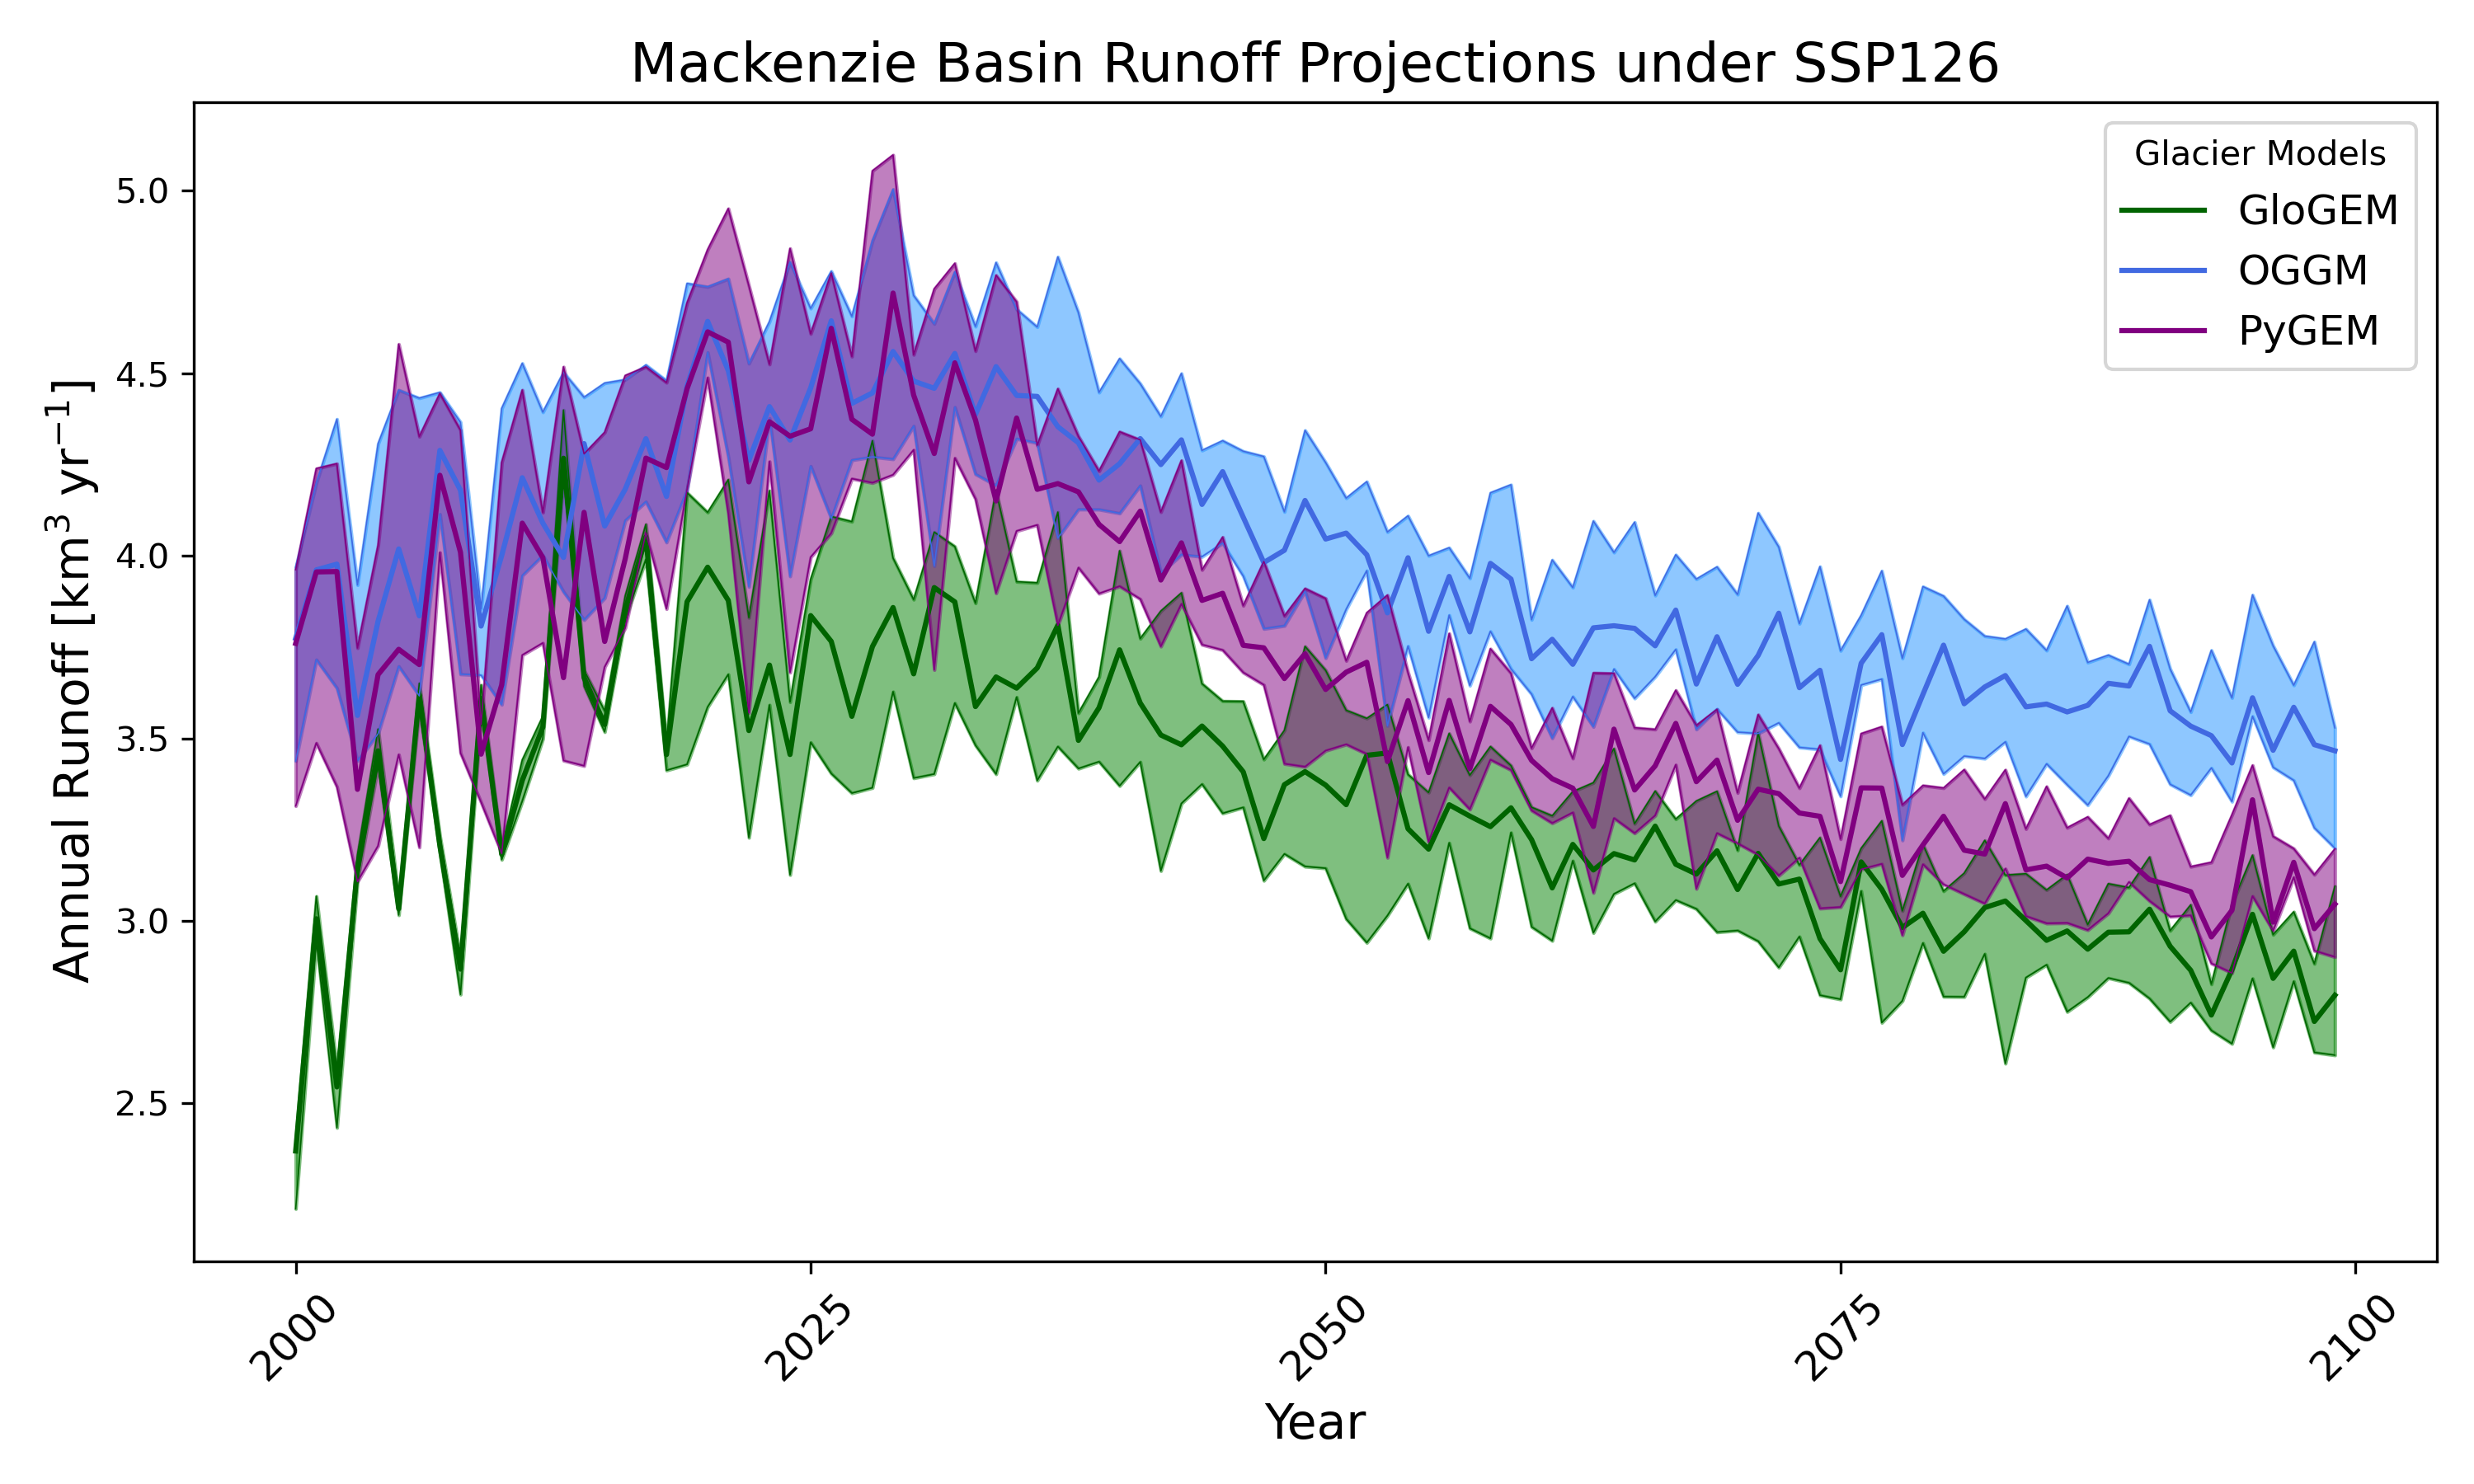 Mackenzie Basin Runoff Projections under SSP126
Glacier Models
GloGEM
OGGM
PyGEM
Annual Runoff [km³ yr⁻¹]
5.0
4.5
4.0
3.5
3.0
2.5
2000
2025
2050
2075
2100
Year